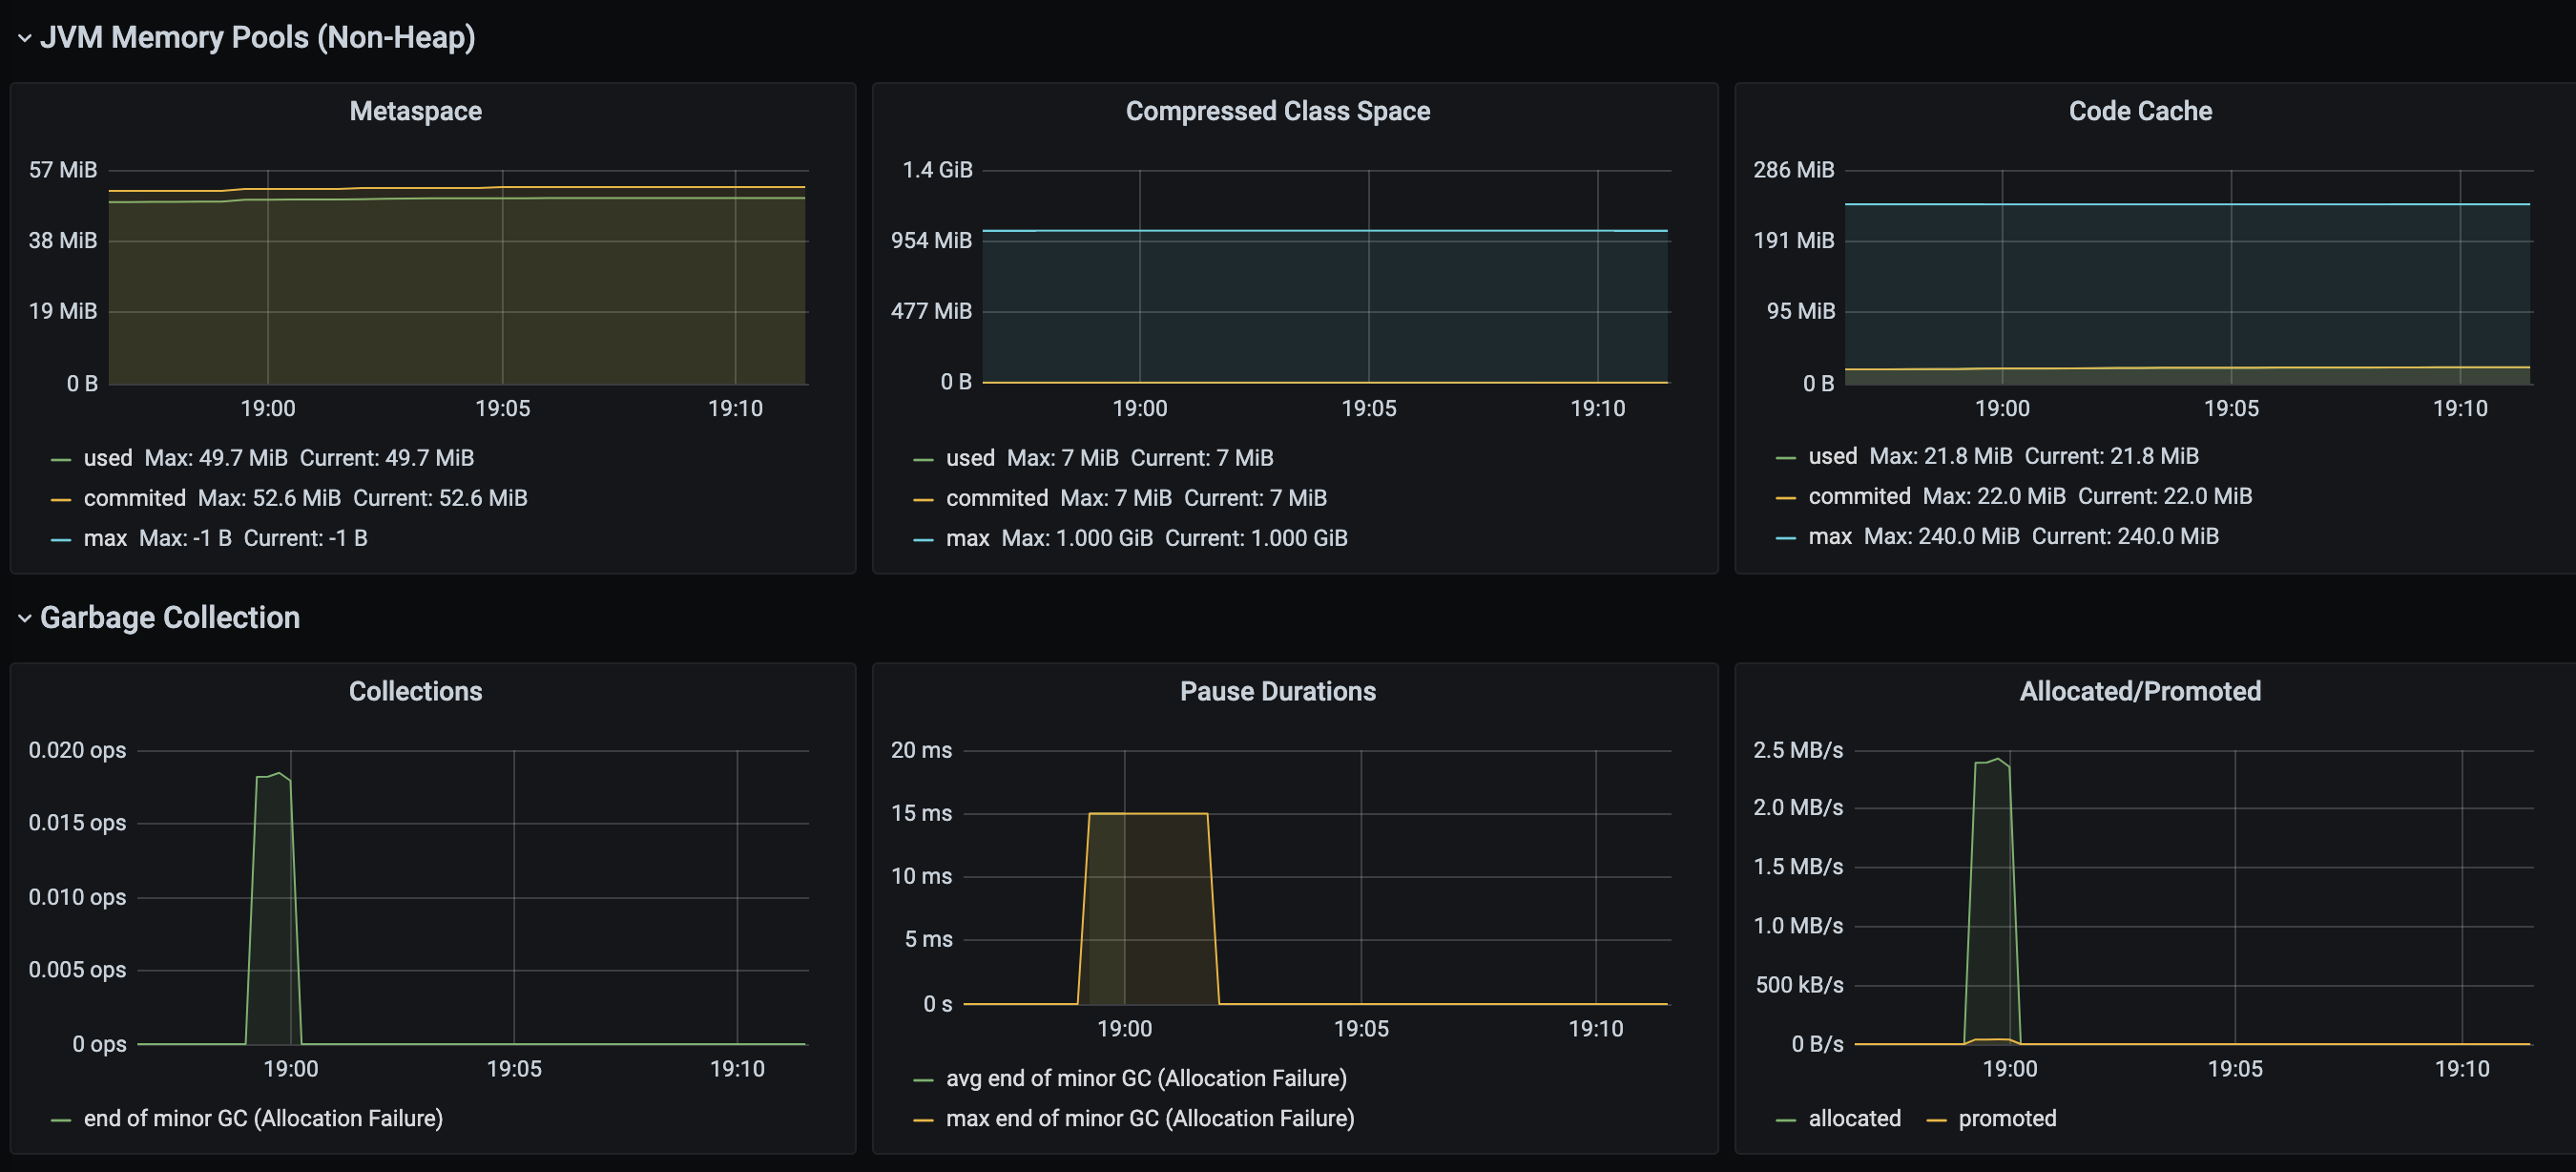 JVM Memory Pools (Non-Heap)
Metaspace
57 MiB
38 MiB
19 MiB
0 B
19:00 19:05 19:10
used Max: 49.7 MiB Current: 49.7 MiB
commited Max: 52.6 MiB Current: 52.6 MiB
max Max: -1 B Current: -1 B
Compressed Class Space
1.4 GiB
954 MiB
477 MiB
0 B
19:00 19:05 19:10
used Max: 7 MiB Current: 7 MiB
commited Max: 7 MiB Current: 7 MiB
max Max: 1.000 GiB Current: 1.000 GiB
Code Cache
286 MiB
191 MiB
95 MiB
0 B
19:00 19:05 19:10
used Max: 21.8 MiB Current: 21.8 MiB
commited Max: 22.0 MiB Current: 22.0 MiB
max Max: 240.0 MiB Current: 240.0 MiB
Garbage Collection
Collections
0.020 ops
0.015 ops
0.010 ops
0.005 ops
0 ops
19:00 19:05 19:10
end of minor GC (Allocation Failure)
Pause Durations
20 ms
15 ms
10 ms
5 ms
0 s
19:00 19:05 19:10
avg end of minor GC (Allocation Failure)
max end of minor GC (Allocation Failure)
Allocated/Promoted
2.5 MB/s
2.0 MB/s
1.5 MB/s
1.0 MB/s
500 kB/s
0 B/s
19:00 19:05 19:10
allocated promoted